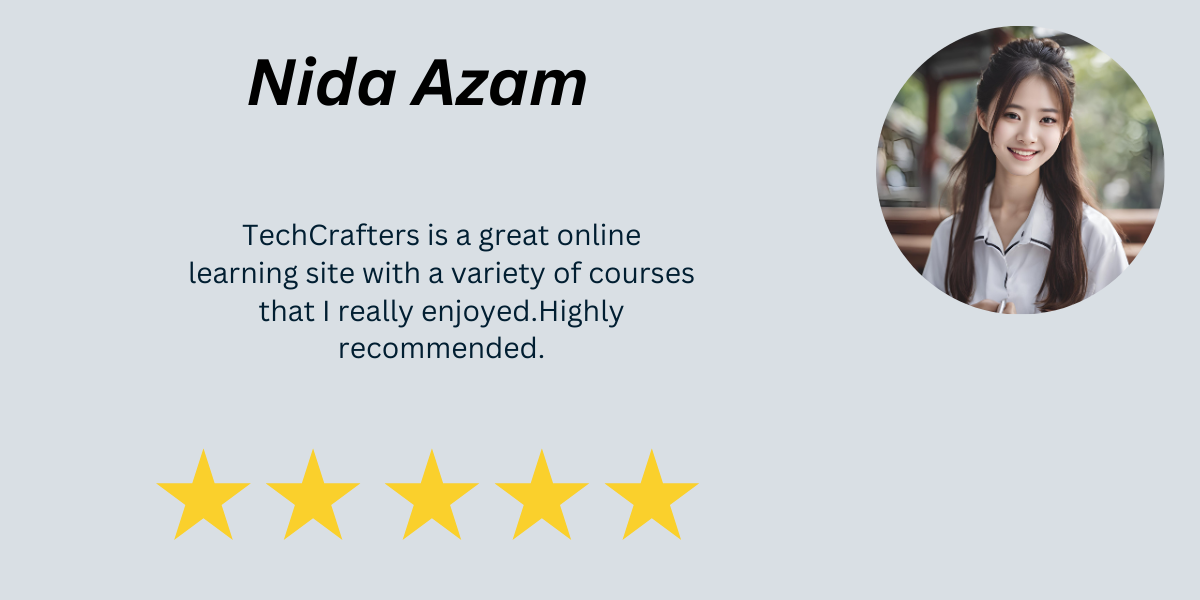 Nida Azam
TechCrafters is a great online
learning site with a variety of courses
that I really enjoyed.Highly
recommended.